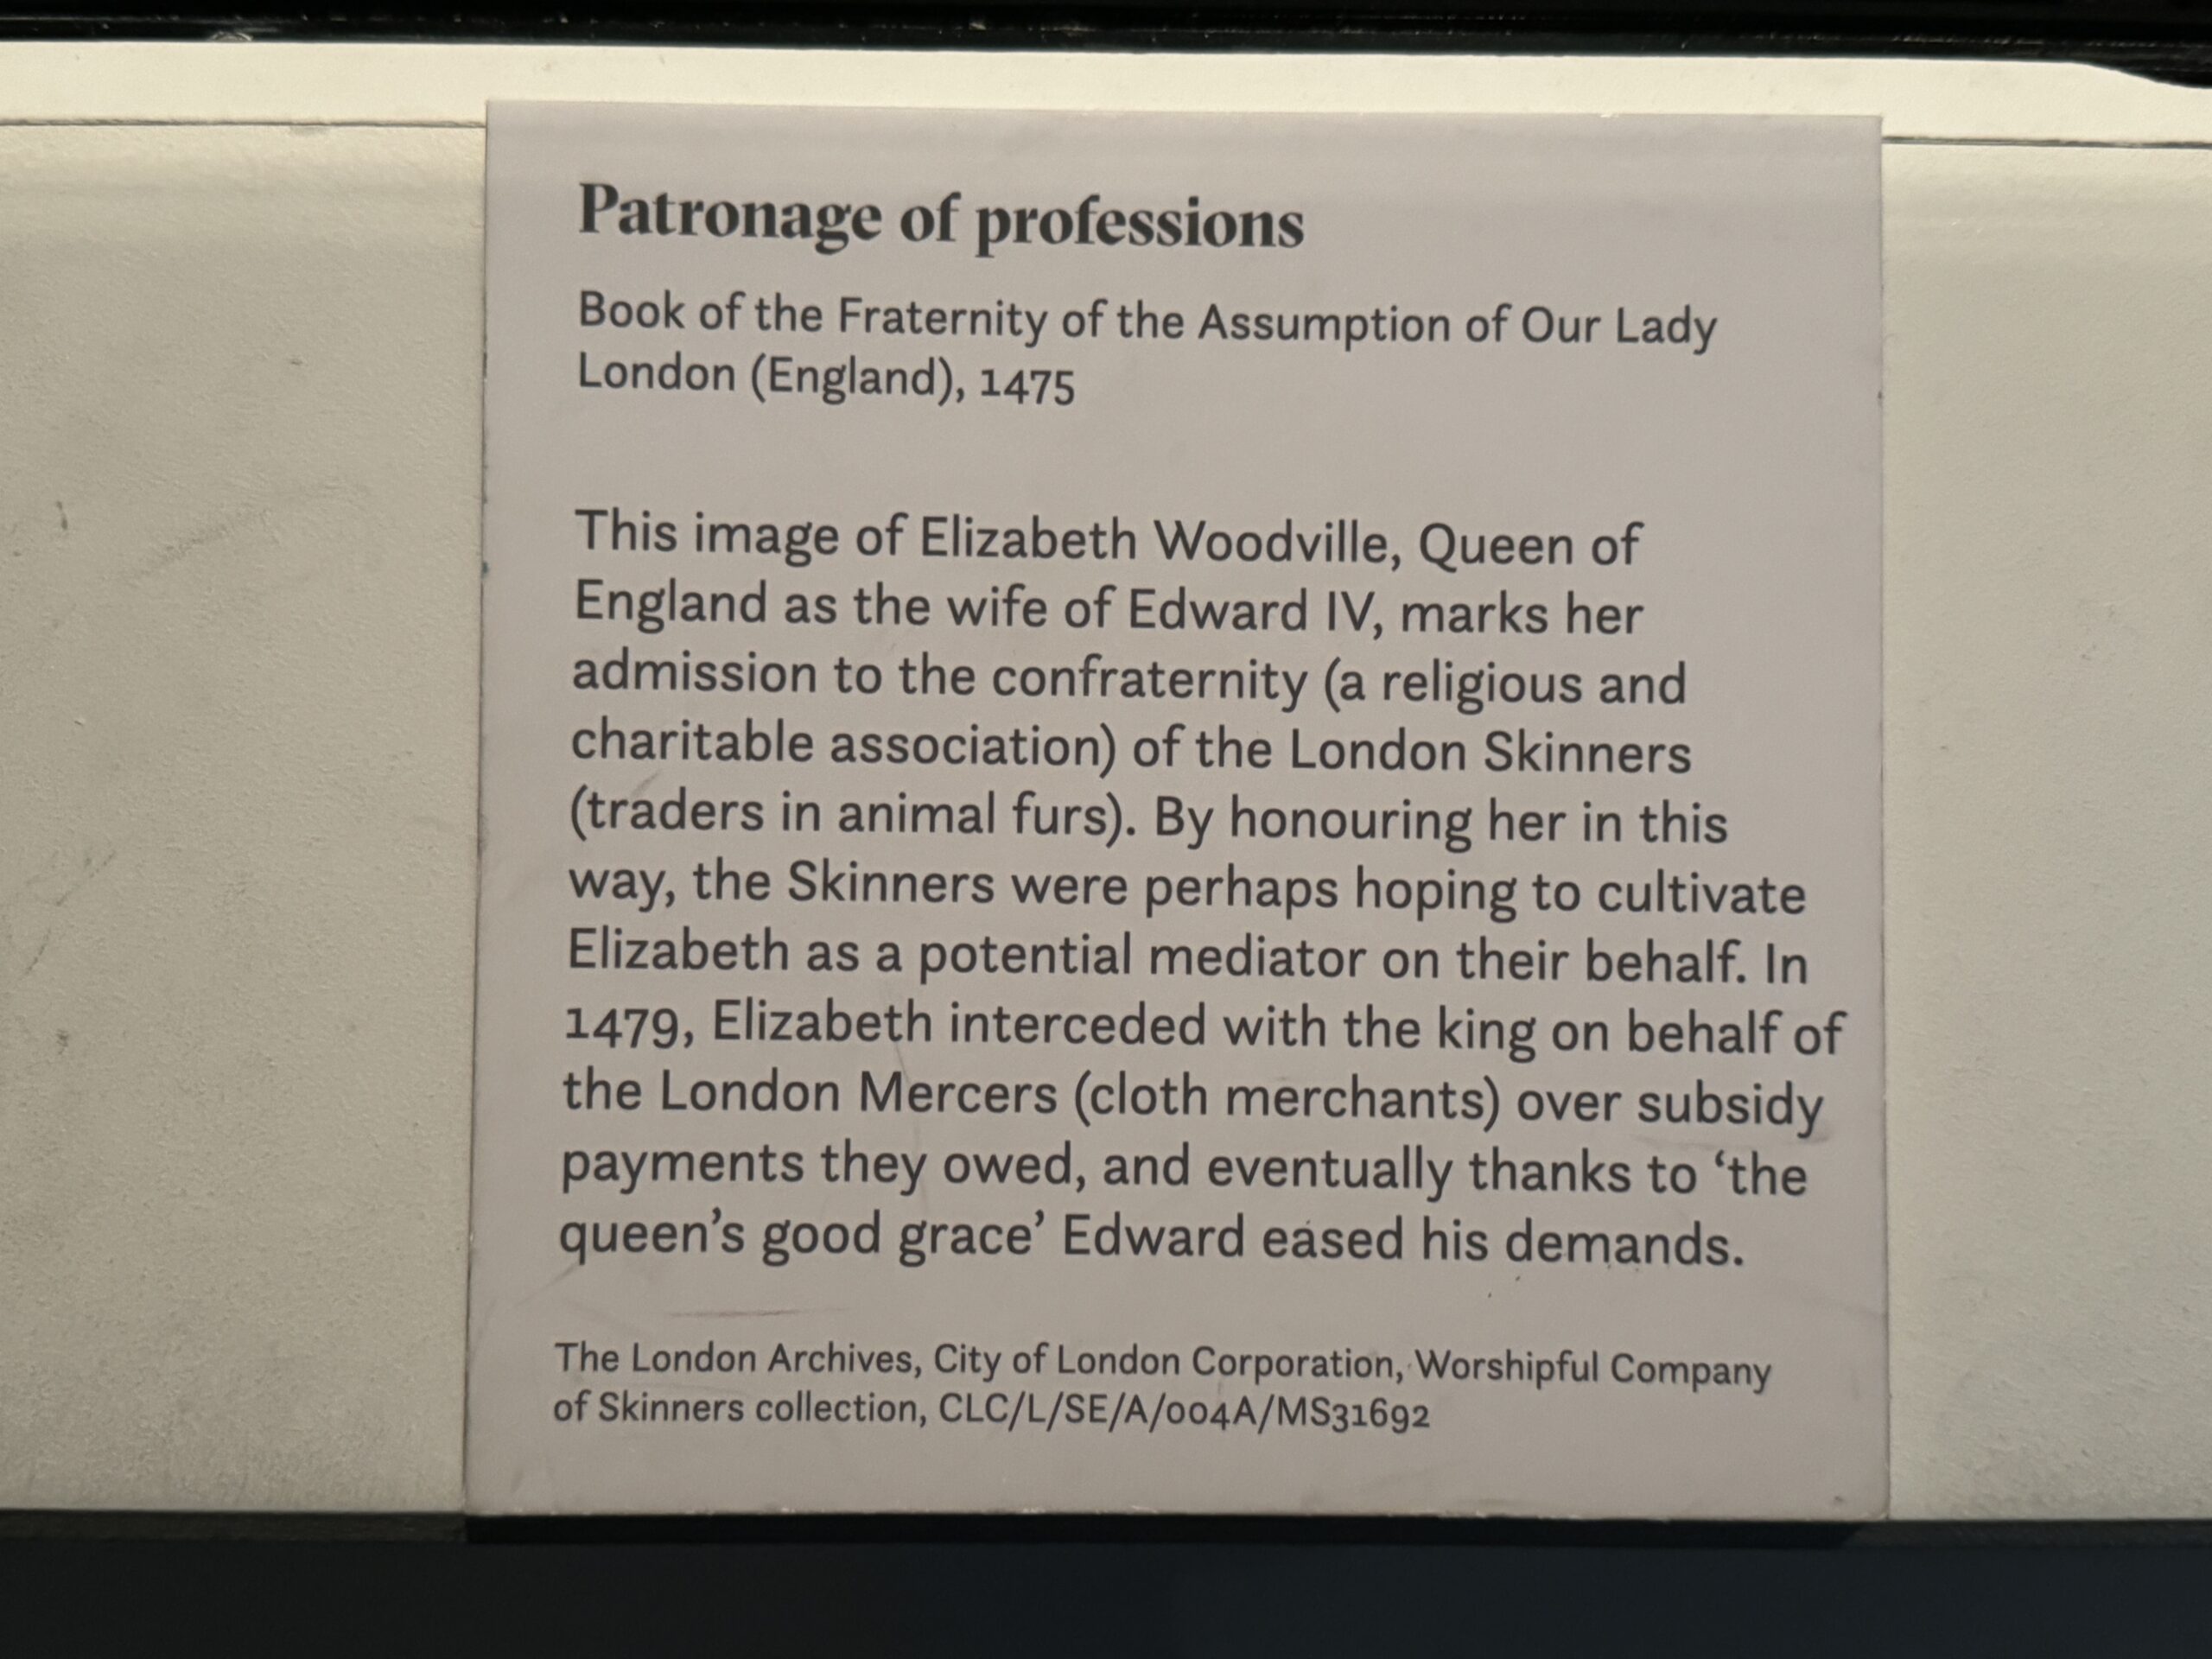 Patronage of professions
Book of the Fraternity of the Assumption of Our Lady
London (England), 1475
This image of Elizabeth Woodville, Queen of
England as the wife of Edward IV, marks her
admission to the confraternity (a religious and
charitable association) of the London Skinners
(traders in animal furs). By honouring her in this
way, the Skinners were perhaps hoping to cultivate
Elizabeth as a potential mediator on their behalf. In
1479, Elizabeth interceded with the king on behalf of
the London Mercers (cloth merchants) over subsidy
payments they owed, and eventually thanks to ‘the
queen’s good grace’ Edward eased his demands.
The London Archives, City of London Corporation, Worshipful Company
of Skinners collection, CLC/L/SE/A/004A/MS31692